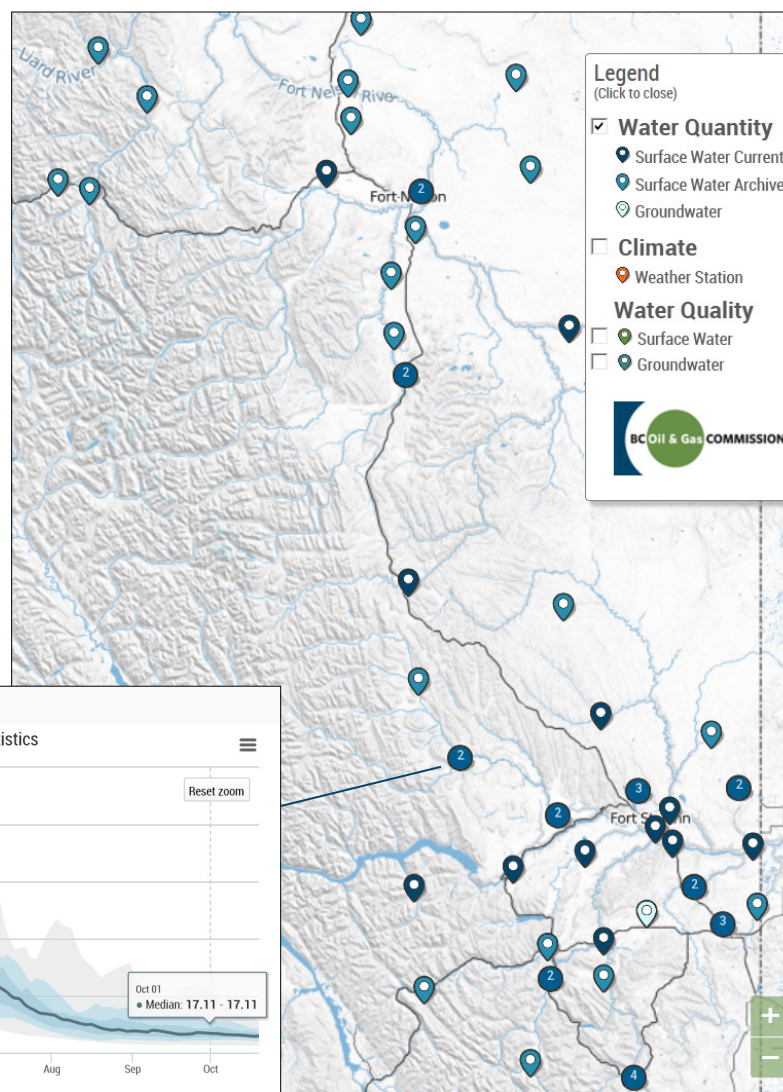 Liard River
Fort Nelson River
2
Fort Nelson
2
2
3
2
2
Fort St. John
2
3
2
4
Legend
(Click to close)
Water Quantity
Surface Water Current
Surface Water Archive
Groundwater
Climate
Weather Station
Water Quality
Surface Water
Groundwater
BC Oil & Gas COMMISSION
tistics
Reset zoom
Oct 01
• Median: 17.11 - 17.11
Aug Sep Oct
+
−